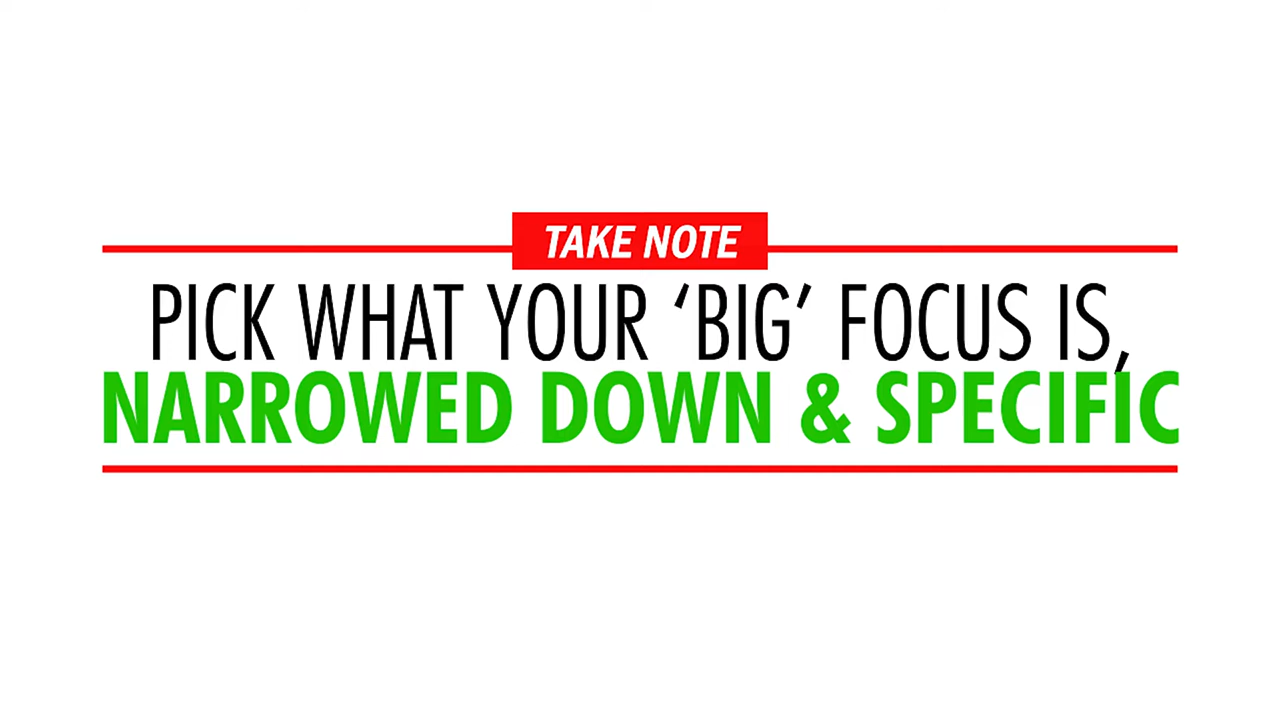 TAKE NOTE
PICK WHAT YOUR ‘BIG’ FOCUS IS,
NARROWED DOWN & SPECIFIC